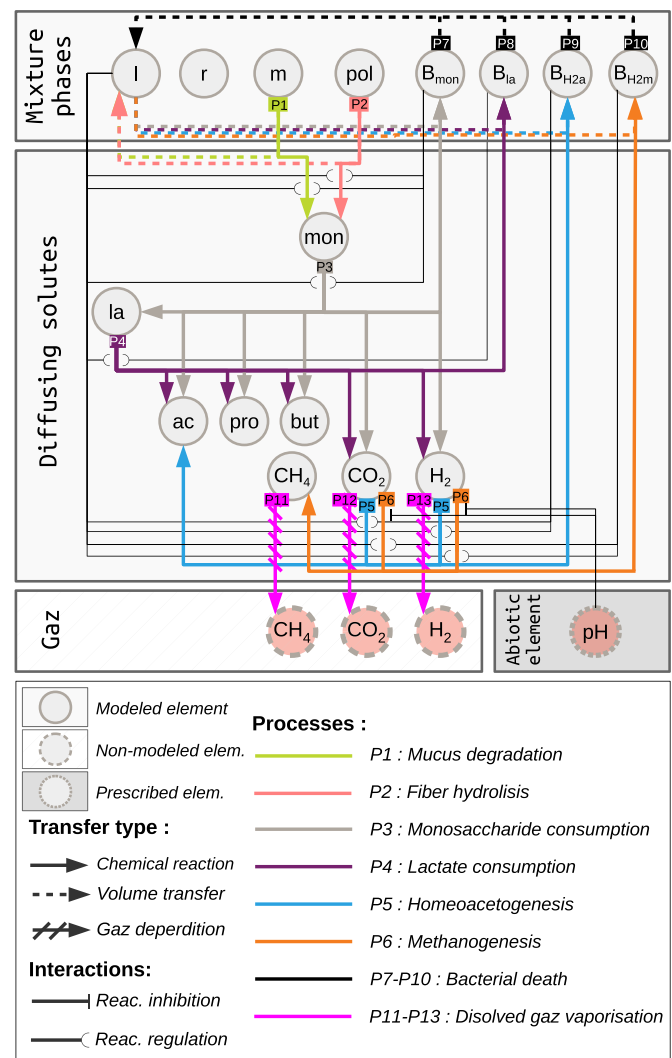 P7 P8 P9 P10
Mixture
phases
l r m pol Bmon Bla BH2a BH2m
P1 P2
Diffusing solutes
mon
P3
la
P4
ac pro but
CH4 CO2 H2
P11 P12 P5 P6 P13 P5 P6
Gaz
CH4 CO2 H2
Abiotic
element
pH
Modeled element
Non-modeled elem.
Prescribed elem.
Transfer type :
Chemical reaction
Volume transfer
Gaz deperdition
Interactions:
Reac. inhibition
Reac. regulation
Processes :
P1 : Mucus degradation
P2 : Fiber hydrolisis
P3 : Monosaccharide consumption
P4 : Lactate consumption
P5 : Homeoacetogenesis
P6 : Methanogenesis
P7-P10 : Bacterial death
P11-P13 : Disolved gaz vaporisation